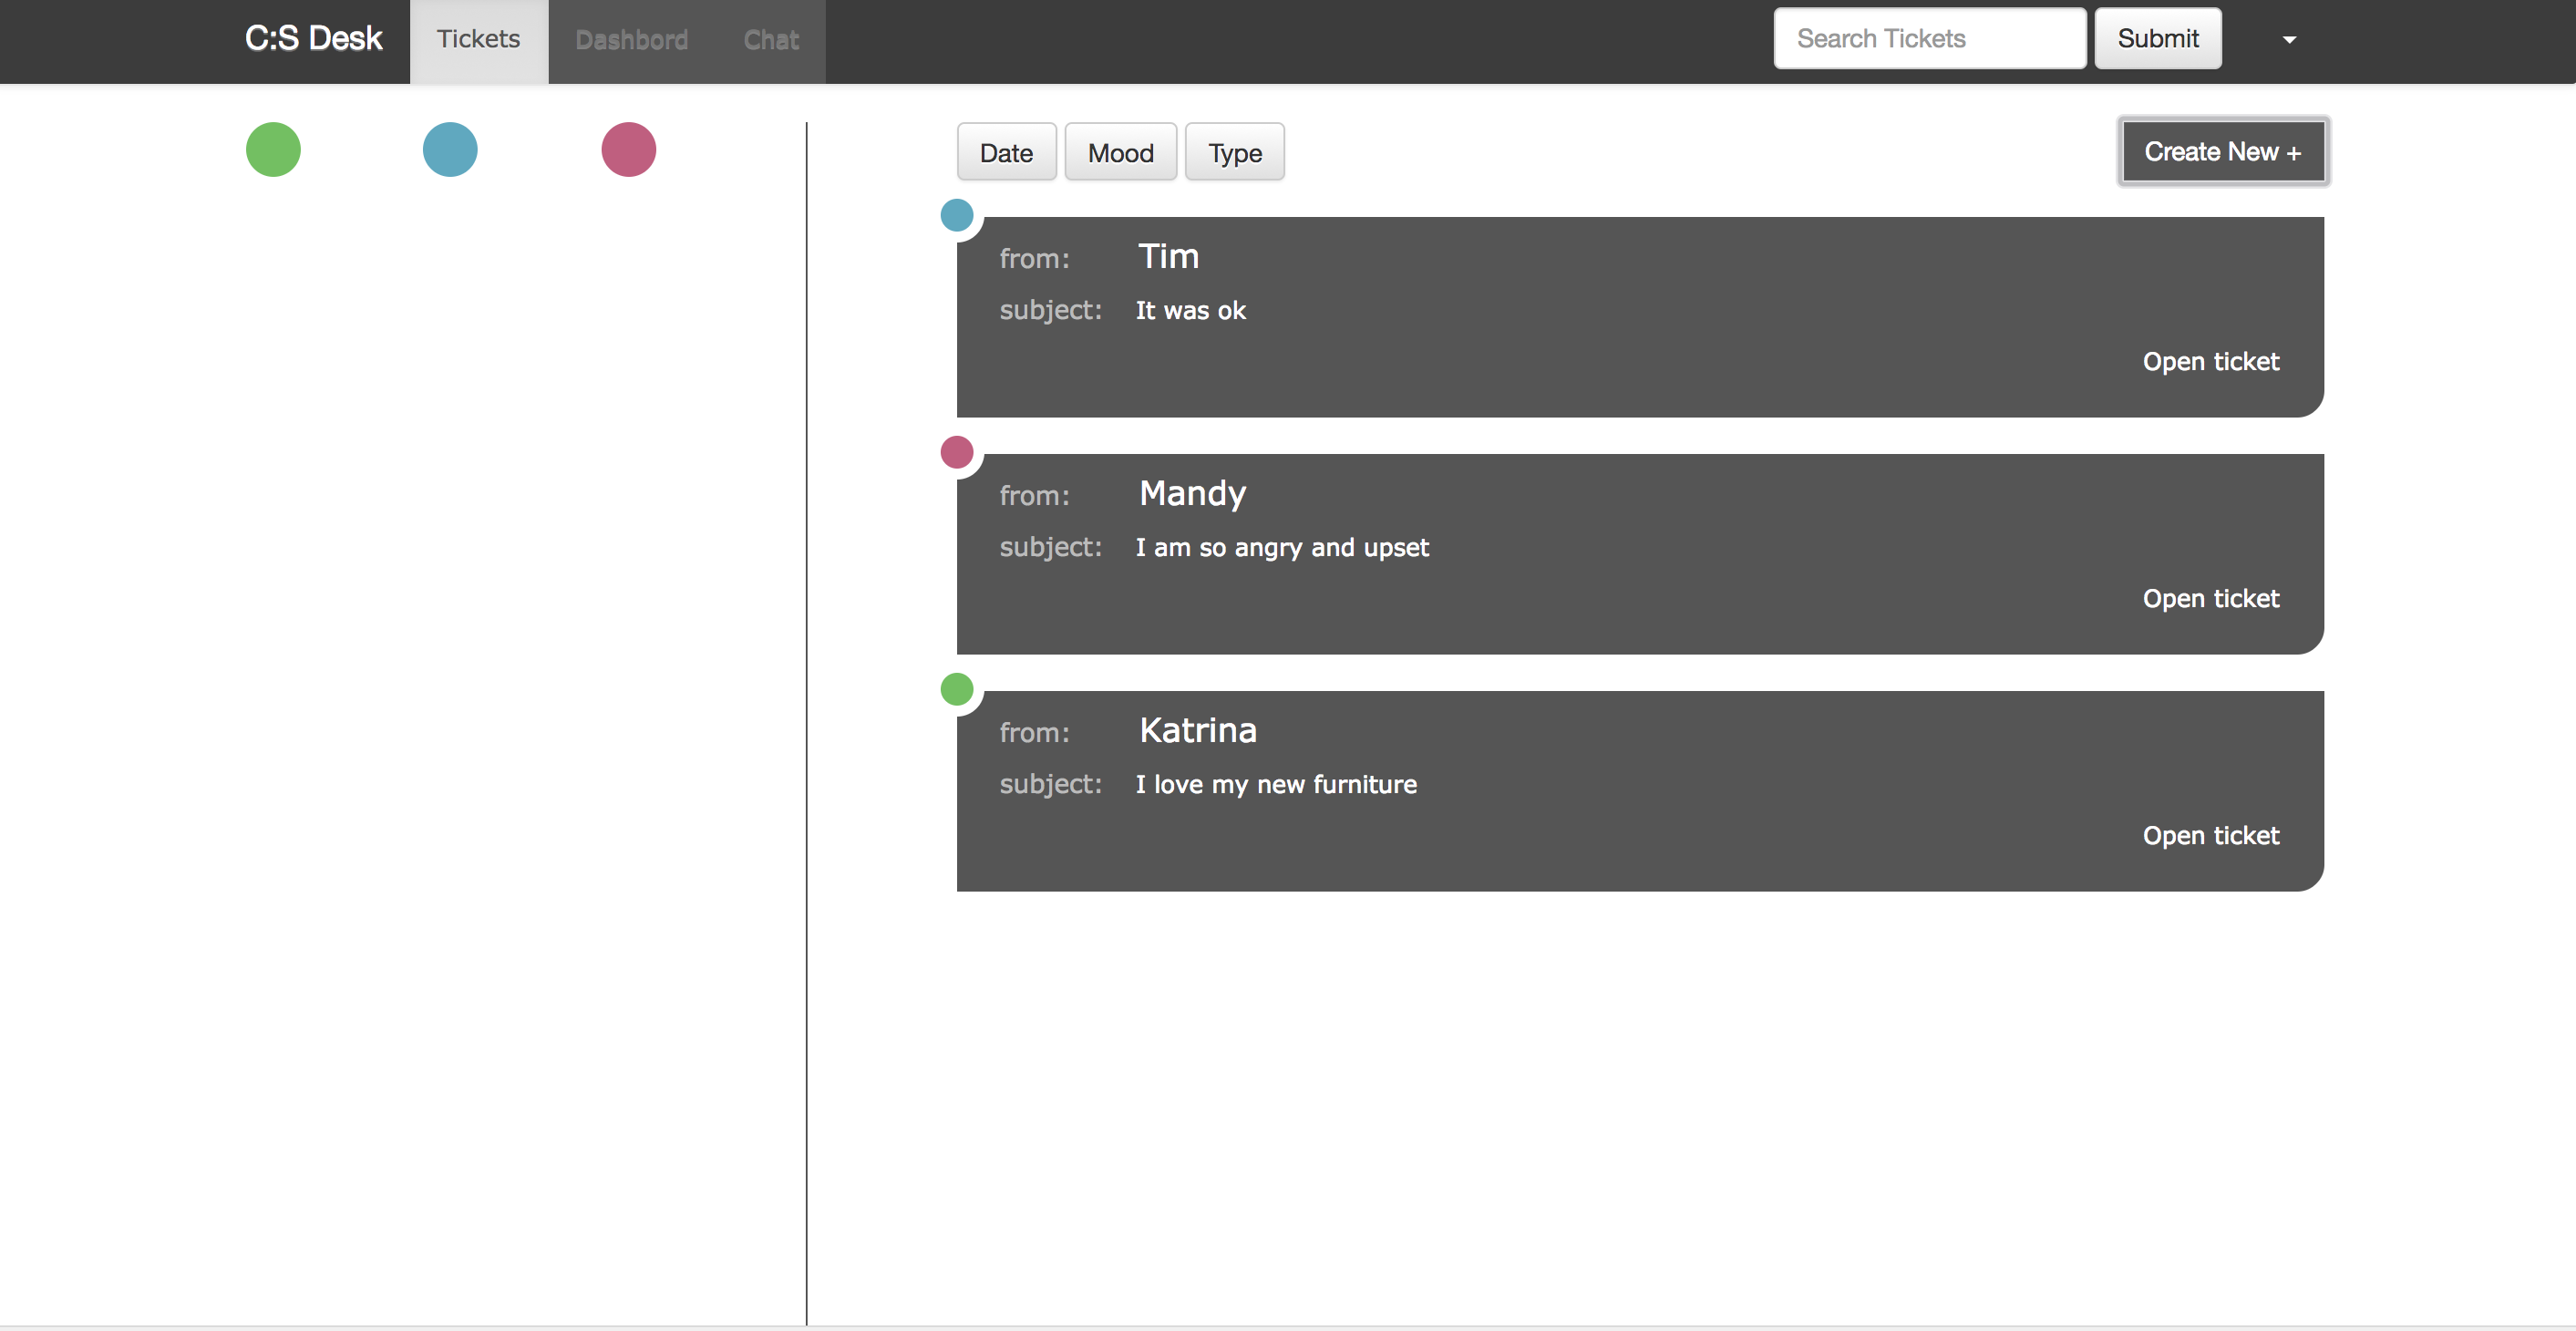 C:S Desk Tickets Dashbord Chat Search Tickets Submit
Date Mood Type Create New +
from: Tim
subject: It was ok
Open ticket
from: Mandy
subject: I am so angry and upset
Open ticket
from: Katrina
subject: I love my new furniture
Open ticket